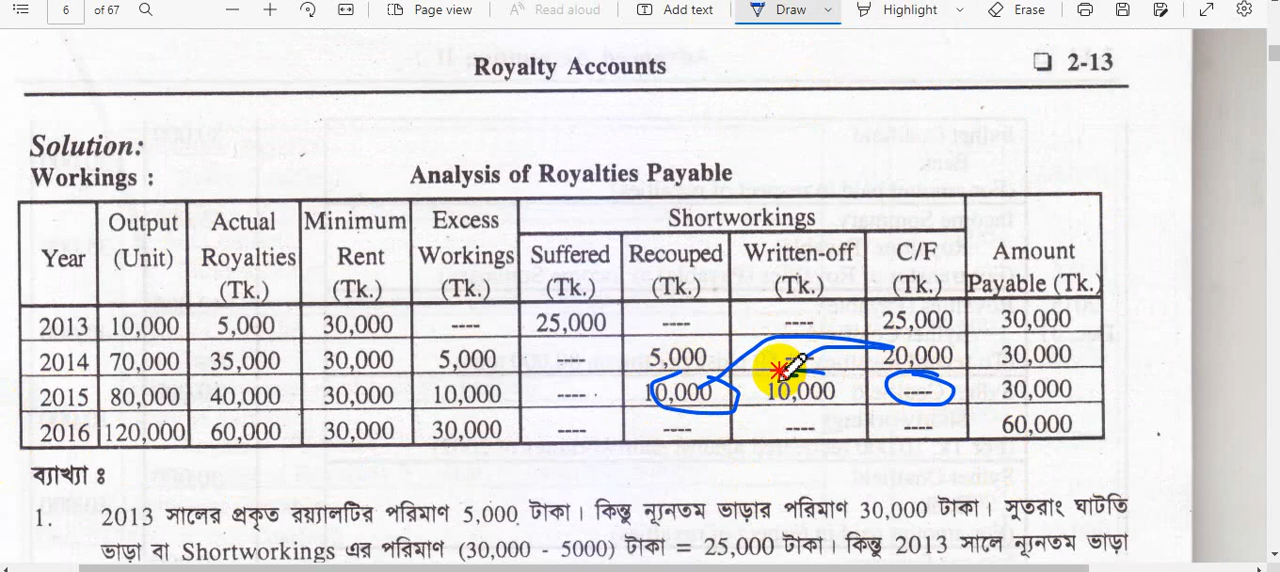 6 of 67 Page view Read aloud Add text Draw Highlight Erase
Royalty Accounts 2-13
Solution:
Workings : Analysis of Royalties Payable
Year Output (Unit) Actual Royalties (Tk.) Minimum Rent (Tk.) Excess Workings (Tk.) Shortworkings Suffered (Tk.) Recouped (Tk.) Written-off (Tk.) C/F (Tk.) Amount Payable (Tk.)
2013 10,000 5,000 30,000 ---- 25,000 ---- ---- 25,000 30,000
2014 70,000 35,000 30,000 5,000 ---- 5,000 20,000 30,000
2015 80,000 40,000 30,000 10,000 ---- 10,000 10,000 ---- 30,000
2016 120,000 60,000 30,000 30,000 ---- ---- ---- ---- 60,000
ব্যাখ্যা ঃ
1. 2013 সালের প্রকৃত রয়্যালটির পরিমাণ 5,000 টাকা। কিন্তু ন্যূনতম ভাড়ার পরিমাণ 30,000 টাকা। সুতরাং ঘাটতি
ভাড়া বা Shortworkings এর পরিমাণ (30,000 - 5000) টাকা = 25,000 টাকা। কিন্তু 2013 সালে ন্যূনতম ভাড়া